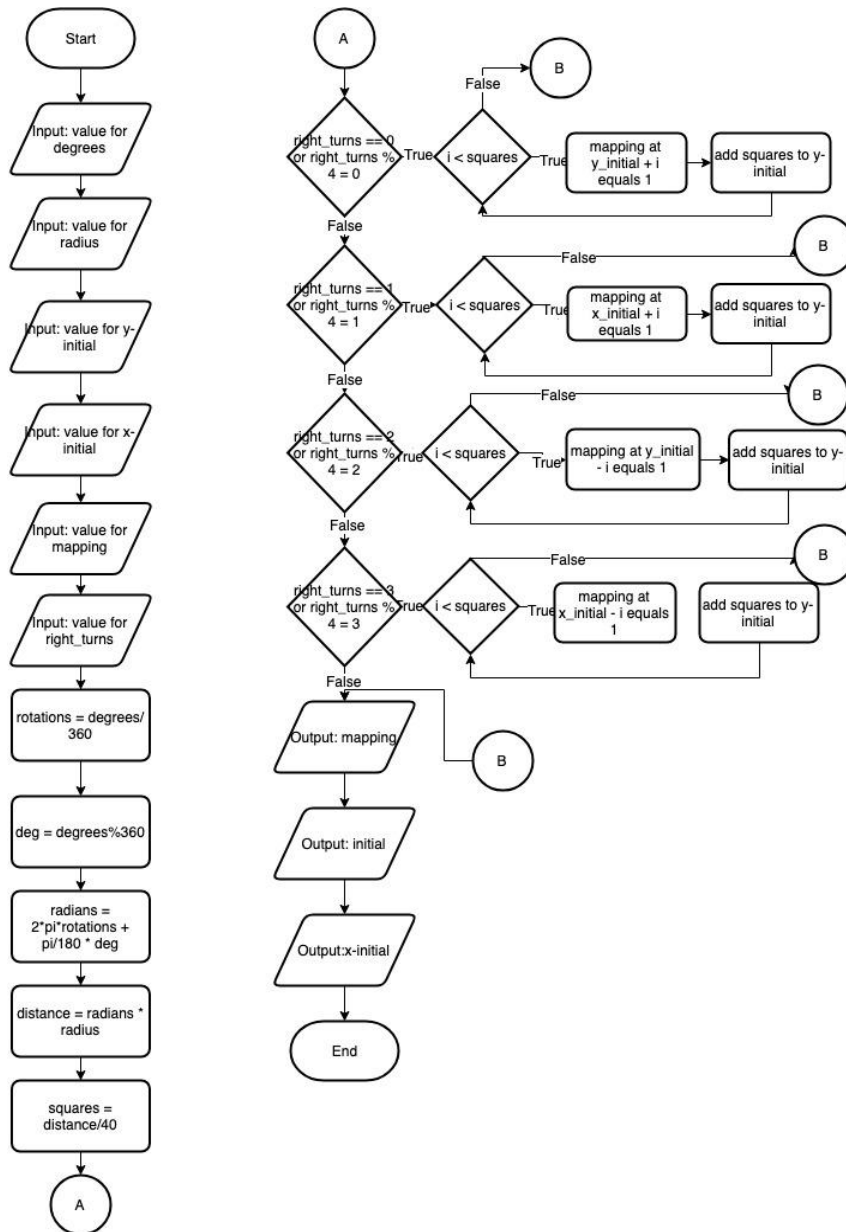 Start
Input: value for
degrees
Input: value for
radius
Input: value for y-
initial
Input: value for x-
initial
Input: value for
mapping
Input: value for
right_turns
rotations = degrees/
360
deg = degrees%360
radians =
2*pi*rotations +
pi/180 * deg
distance = radians *
radius
squares =
distance/40
A
A
right_turns == 0
or right_turns %
4 = 0
True
i < squares
False
B
True
mapping at
y_initial + i
equals 1
add squares to y-
initial
False
right_turns == 1
or right_turns %
4 = 1
True
i < squares
False
B
True
mapping at
x_initial + i
equals 1
add squares to y-
initial
False
right_turns == 2
or right_turns %
4 = 2
True
i < squares
False
B
True
mapping at y_initial
- i equals 1
add squares to y-
initial
False
right_turns == 3
or right_turns %
4 = 3
True
i < squares
False
B
True
mapping at
x_initial - i equals
1
add squares to y-
initial
False
Output: mapping
B
Output: initial
Output:x-initial
End